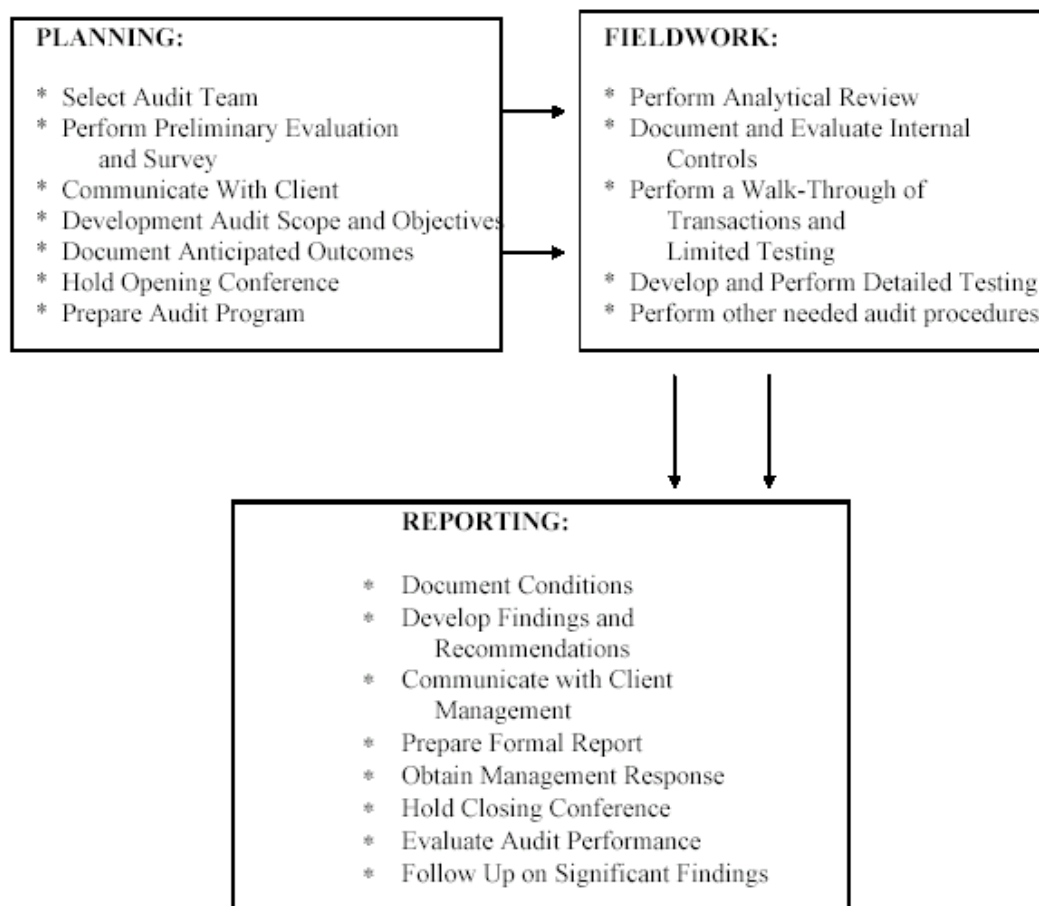 PLANNING:
* Select Audit Team
* Perform Preliminary Evaluation
and Survey
* Communicate With Client
* Development Audit Scope and Objectives
* Document Anticipated Outcomes
* Hold Opening Conference
* Prepare Audit Program
FIELDWORK:
* Perform Analytical Review
* Document and Evaluate Internal
Controls
* Perform a Walk-Through of
Transactions and
Limited Testing
* Develop and Perform Detailed Testing
* Perform other needed audit procedures
REPORTING:
* Document Conditions
* Develop Findings and
Recommendations
* Communicate with Client
Management
* Prepare Formal Report
* Obtain Management Response
* Hold Closing Conference
* Evaluate Audit Performance
* Follow Up on Significant Findings